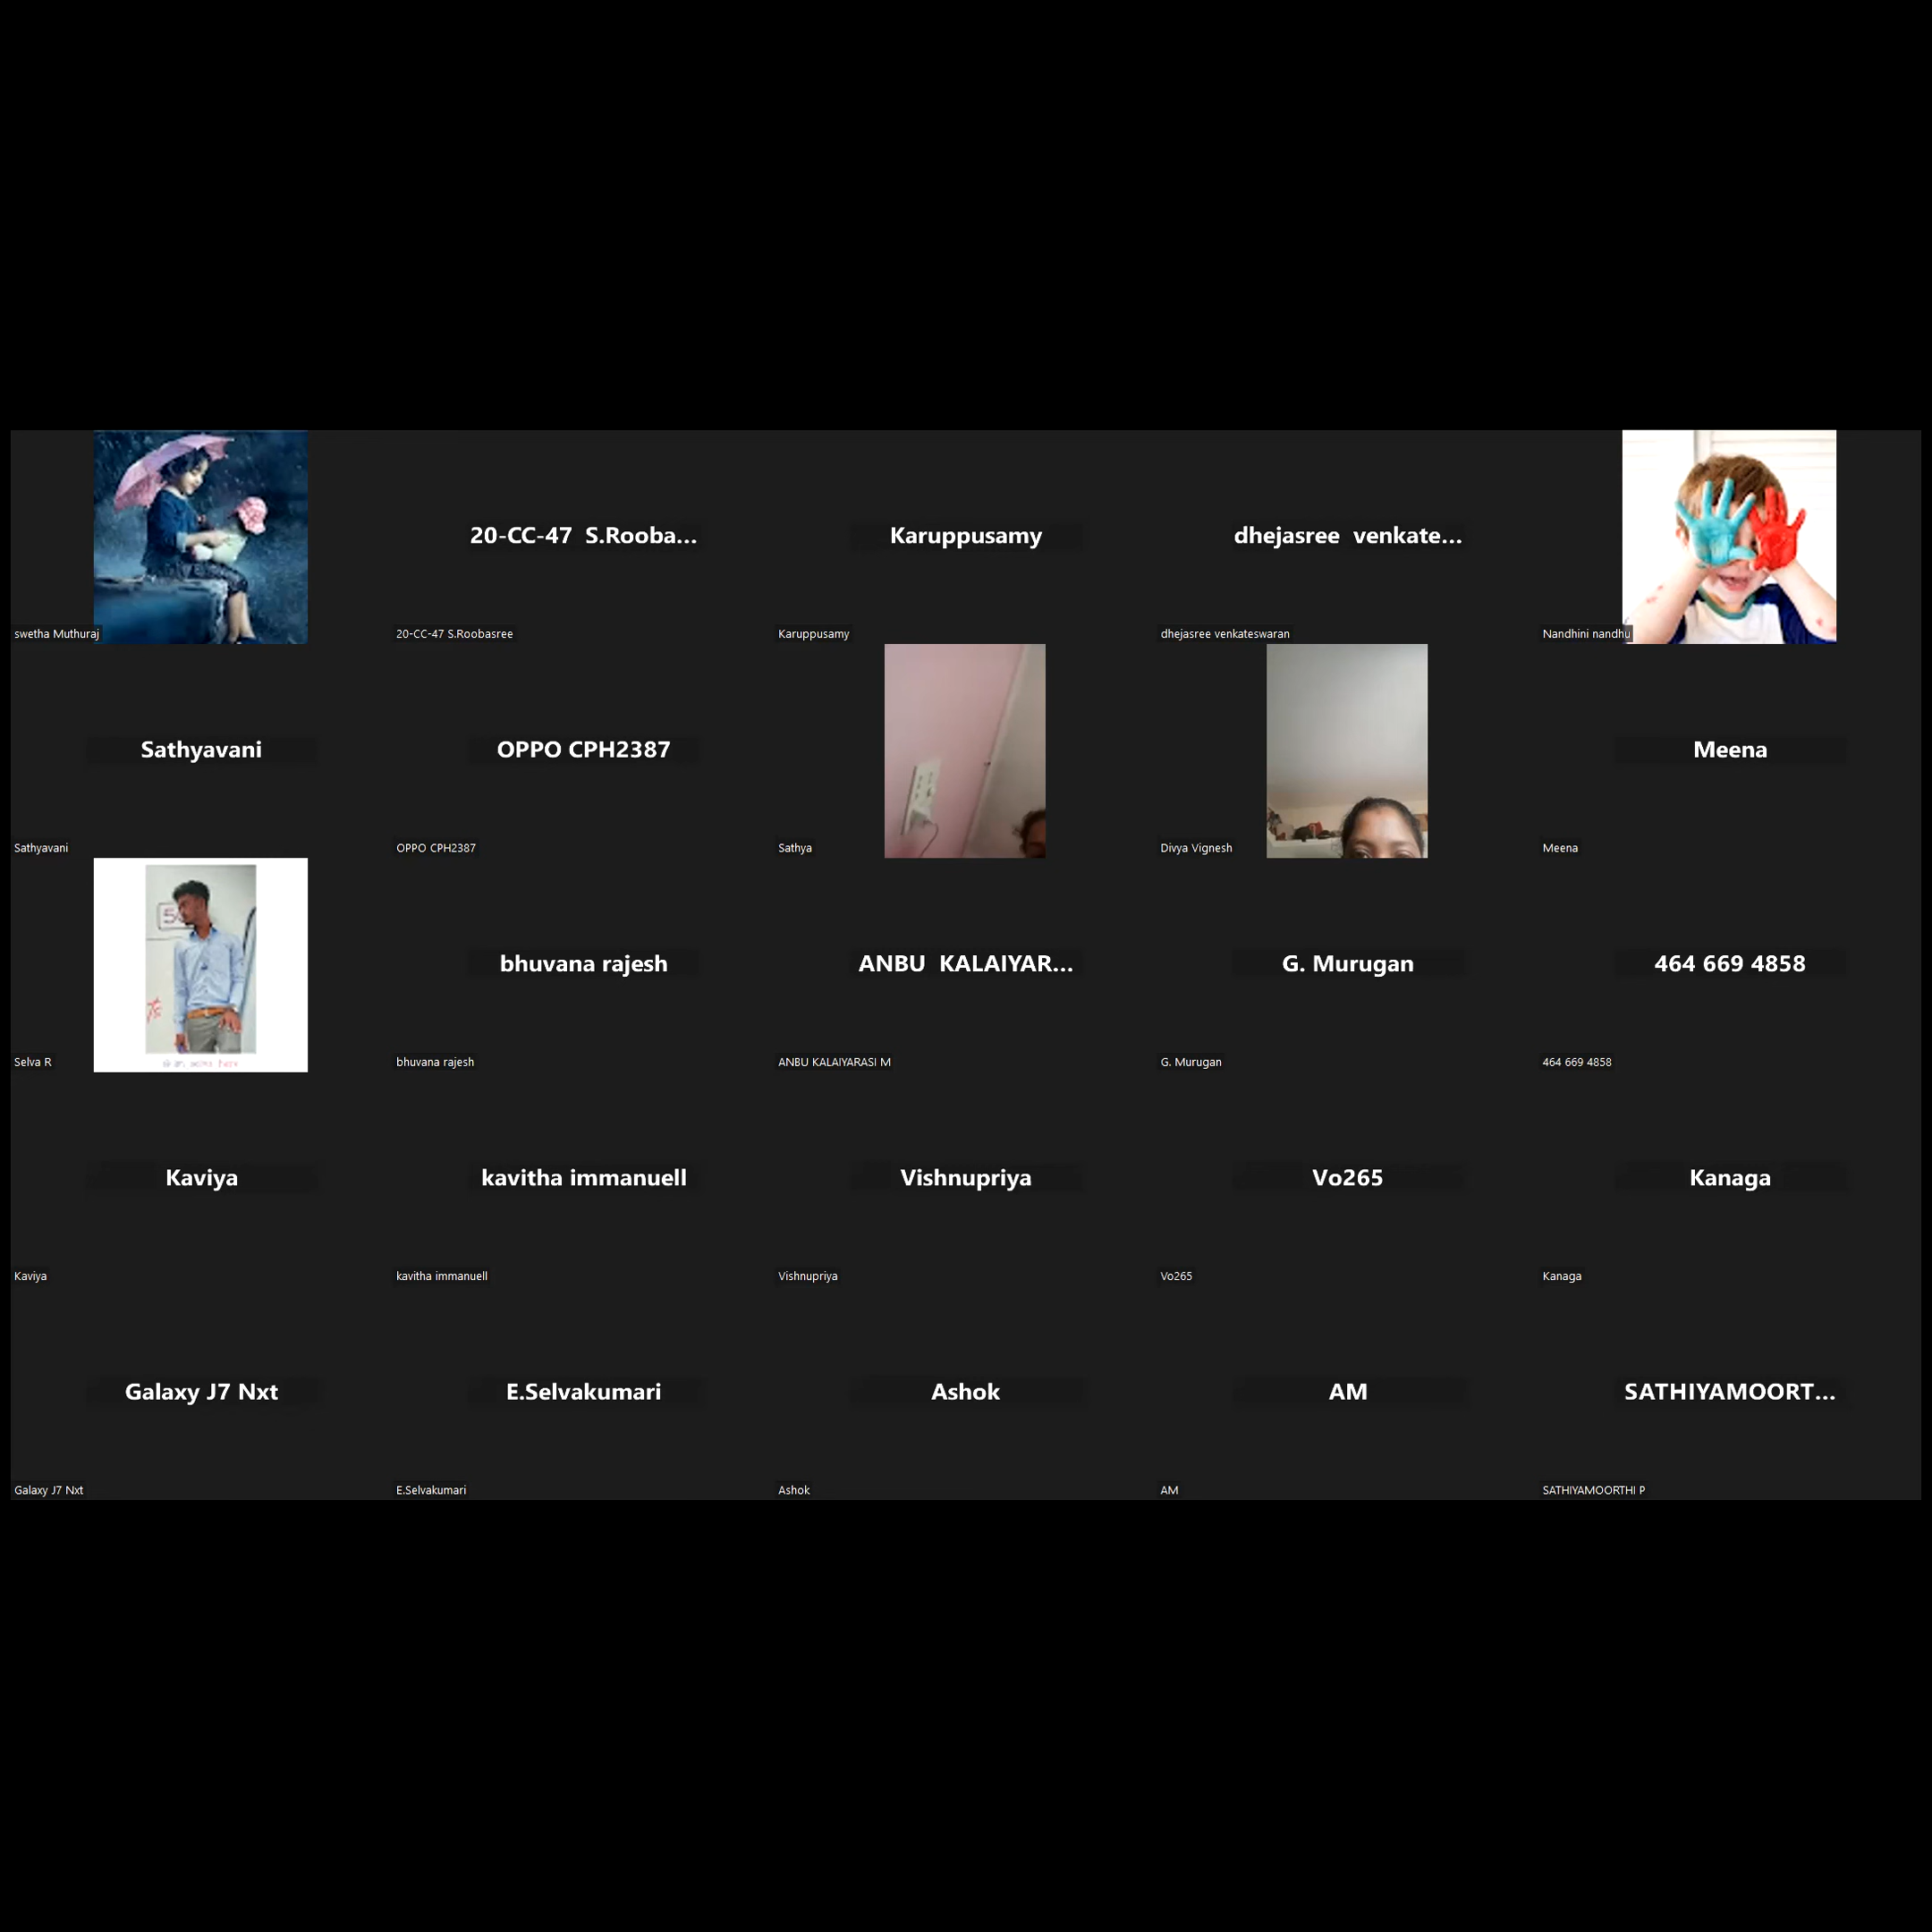 20-CC-47 S.Rooba...
Karuppusamy
dhejasree venkate...
swetha Muthuraj
20-CC-47 S.Roobasree
Karuppusamy
dhejasree venkateswaran
Nandhini nandhu
Sathyavani
OPPO CPH2387
Meena
Sathyavani
OPPO CPH2387
Sathya
Divya Vignesh
Meena
bhuvana rajesh
ANBU KALAIYAR...
G. Murugan
464 669 4858
Selva R
bhuvana rajesh
ANBU KALAIYARASI M
G. Murugan
464 669 4858
Kaviya
kavitha immanuell
Vishnupriya
Vo265
Kanaga
Kaviya
kavitha immanuell
Vishnupriya
Vo265
Kanaga
Galaxy J7 Nxt
E.Selvakumari
Ashok
AM
SATHIYAMOORT...
Galaxy J7 Nxt
E.Selvakumari
Ashok
AM
SATHIYAMOORTHI P